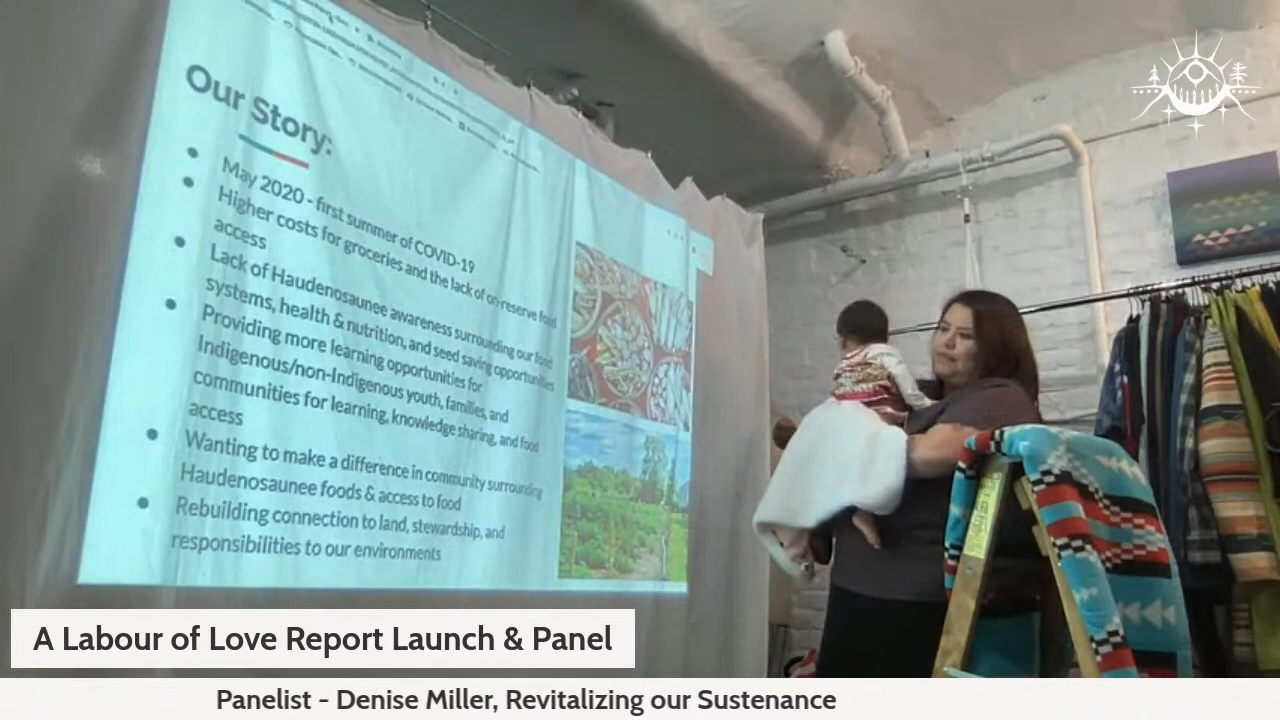 Our Story:
May 2020 - first summer of COVID-19
Higher costs for groceries and the lack of on-reserve food
access
Lack of Haudenosaunee awareness surrounding our food
systems, health & nutrition, and seed saving opportunities
Providing more learning opportunities for
Indigenous/non-Indigenous youth, families, and
communities for learning, knowledge sharing, and food
access
Wanting to make a difference in community surrounding
Haudenosaunee foods & access to food
Rebuilding connection to land, stewardship, and
responsibilities to our environments
A Labour of Love Report Launch & Panel
Panelist - Denise Miller, Revitalizing our Sustenance